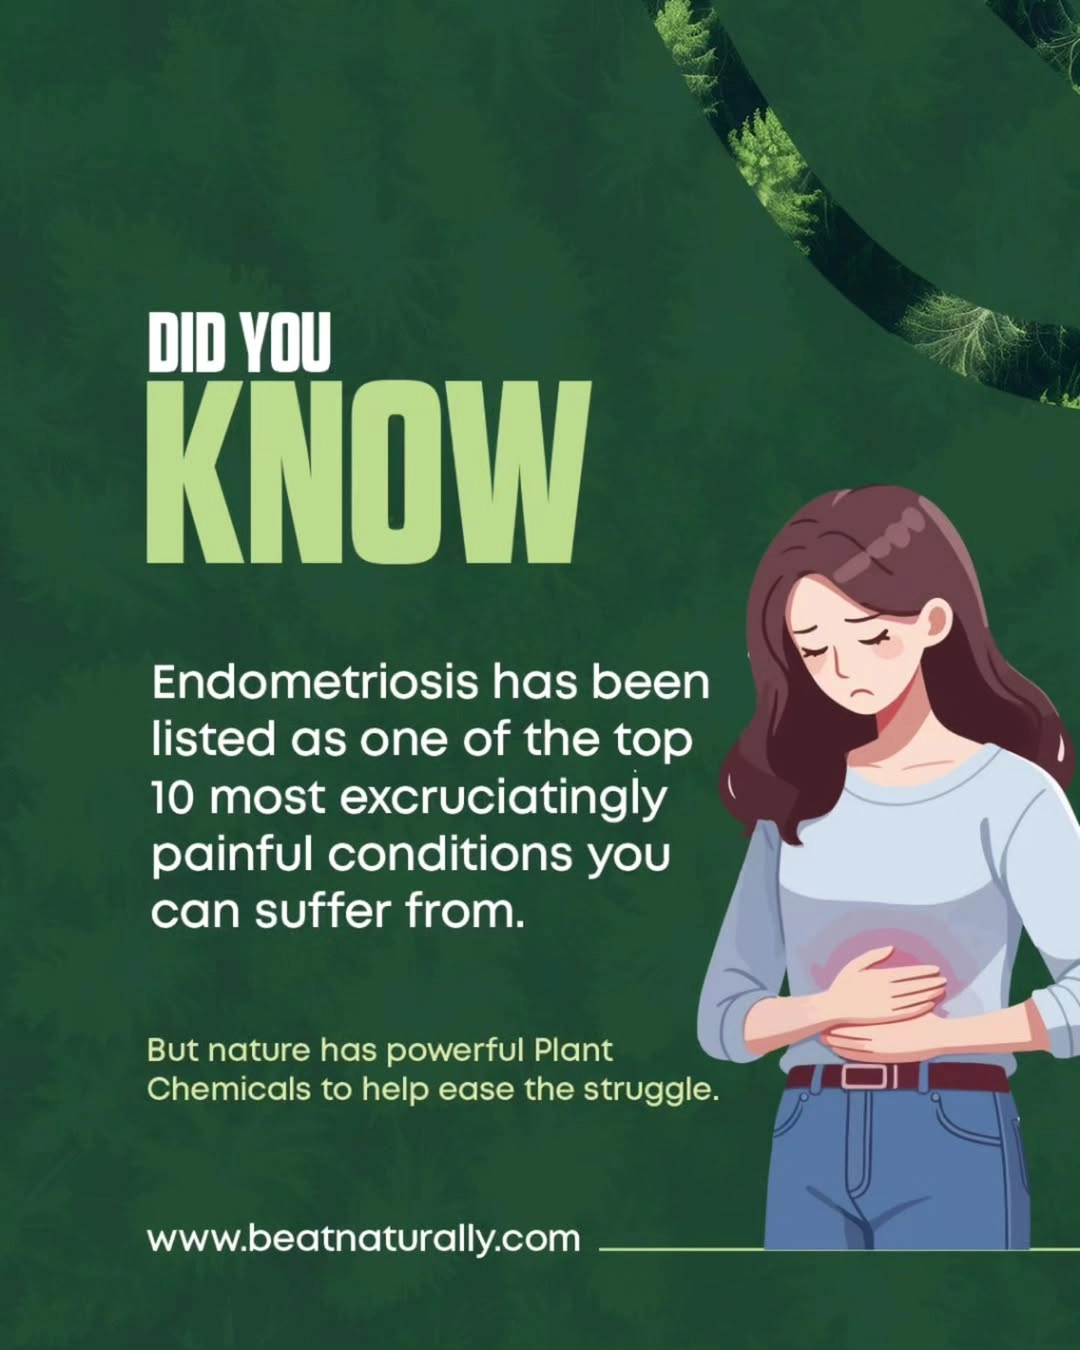 DID YOU
KNOW
Endometriosis has been
listed as one of the top
10 most excruciatingly
painful conditions you
can suffer from.
But nature has powerful Plant
Chemicals to help ease the struggle.
www.beatnaturally.com